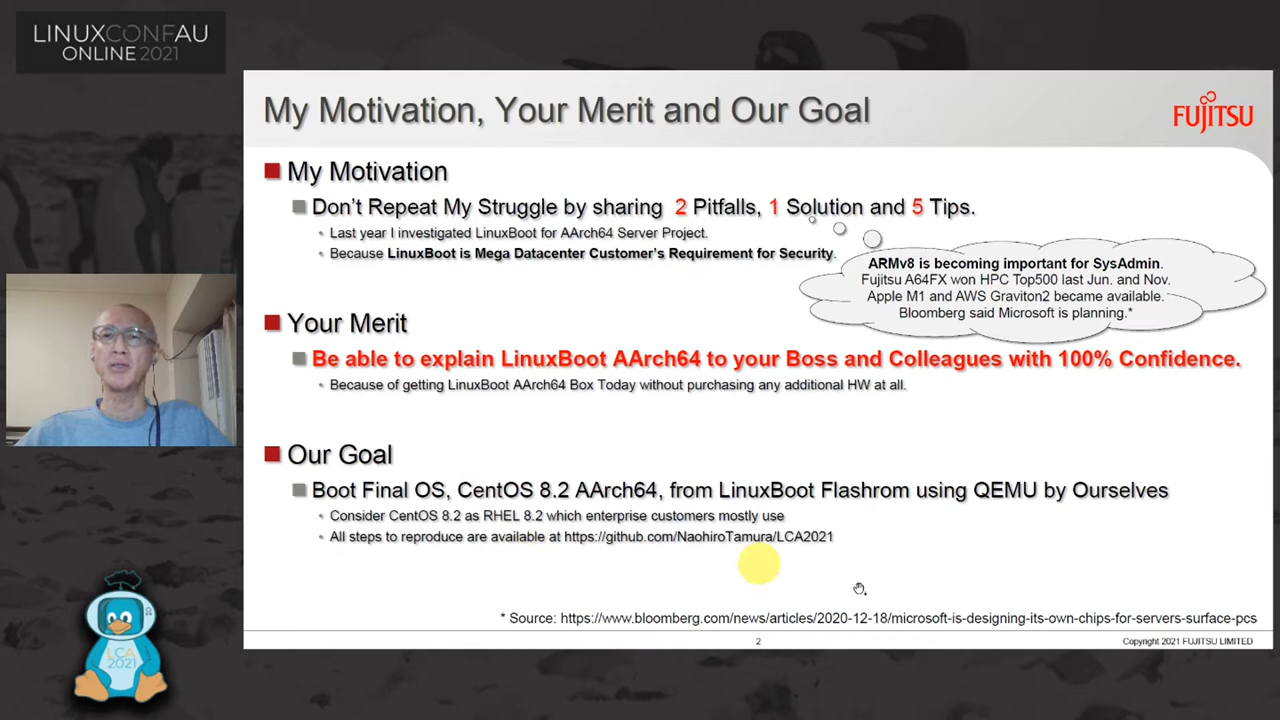 LINUXCONFAU
ONLINE 2021
My Motivation, Your Merit and Our Goal
FUJITSU
My Motivation
Don't Repeat My Struggle by sharing 2 Pitfalls, 1 Solution and 5 Tips.
Last year I investigated LinuxBoot for AArch64 Server Project.
Because LinuxBoot is Mega Datacenter Customer's Requirement for Security.
ARMv8 is becoming important for SysAdmin.
Fujitsu A64FX won HPC Top500 last Jun. and Nov.
Apple M1 and AWS Graviton2 became available.
Bloomberg said Microsoft is planning.*
Your Merit
Be able to explain LinuxBoot AArch64 to your Boss and Colleagues with 100% Confidence.
Because of getting LinuxBoot AArch64 Box Today without purchasing any additional HW at all.
Our Goal
Boot Final OS, CentOS 8.2 AArch64, from LinuxBoot Flashrom using QEMU by Ourselves
Consider CentOS 8.2 as RHEL 8.2 which enterprise customers mostly use
All steps to reproduce are available at https://github.com/NaohiroTamura/LCA2021
* Source: https://www.bloomberg.com/news/articles/2020-12-18/microsoft-is-designing-its-own-chips-for-servers-surface-pcs
2
Copyright 2021 FUJITSU LIMITED
LCA
2021